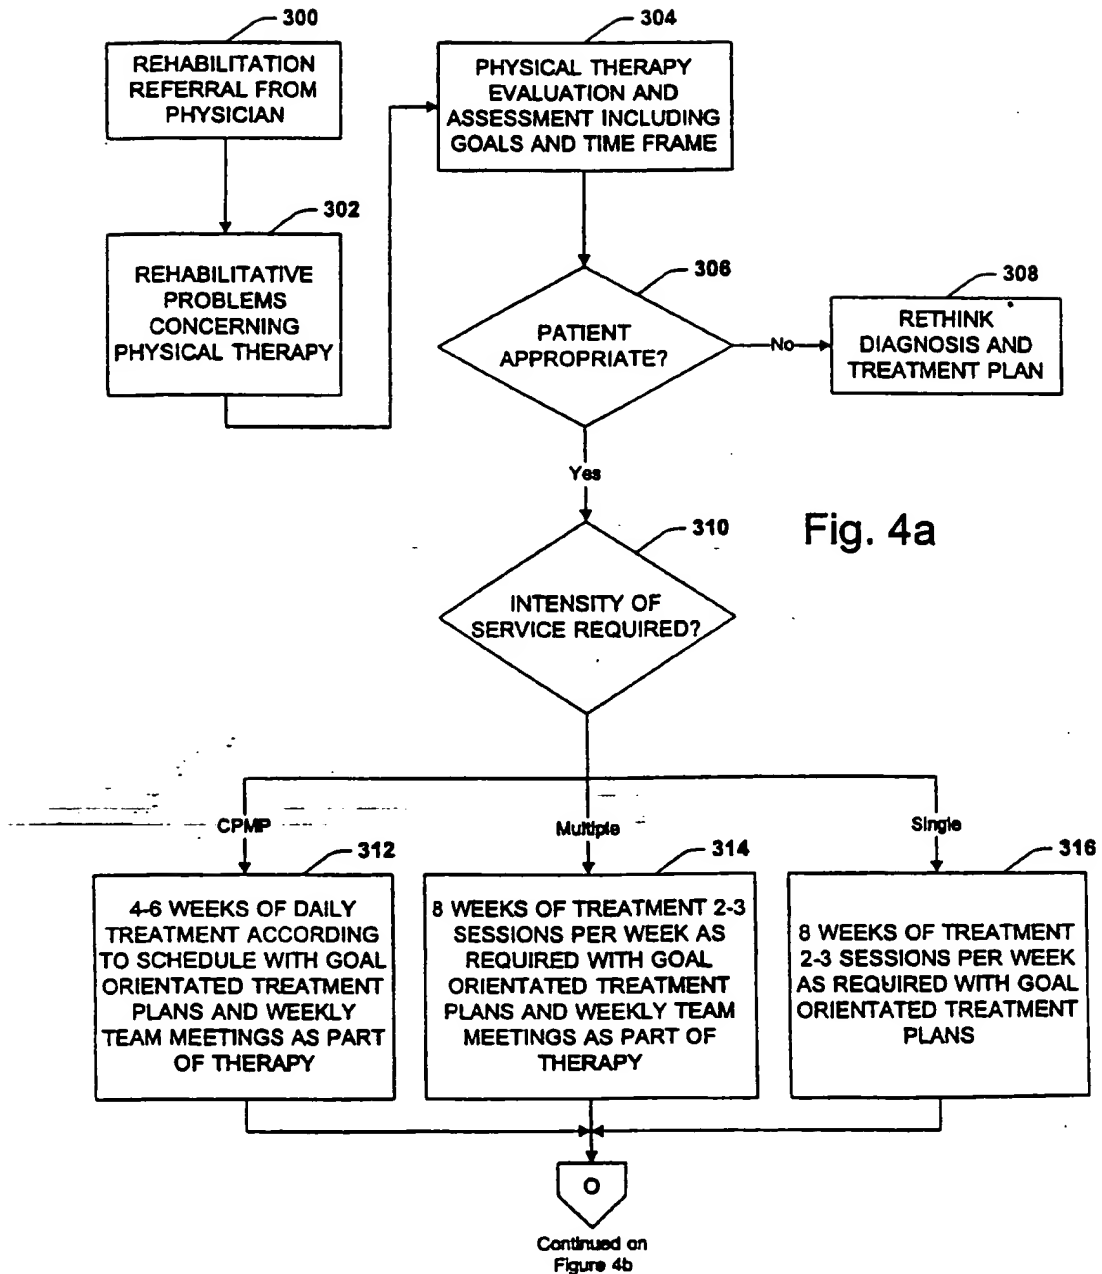 300
REHABILITATION
REFERRAL FROM
PHYSICIAN
302
REHABILITATIVE
PROBLEMS
CONCERNING
PHYSICAL THERAPY
304
PHYSICAL THERAPY
EVALUATION AND
ASSESSMENT INCLUDING
GOALS AND TIME FRAME
306
PATIENT
APPROPRIATE?
No
308
RETHINK
DIAGNOSIS AND
TREATMENT PLAN
Yes
310
INTENSITY OF
SERVICE REQUIRED?
Fig. 4a
CPMP
312
4-6 WEEKS OF DAILY
TREATMENT ACCORDING
TO SCHEDULE WITH GOAL
ORIENTATED TREATMENT
PLANS AND WEEKLY
TEAM MEETINGS AS PART
OF THERAPY
Multiple
314
8 WEEKS OF TREATMENT 2-3
SESSIONS PER WEEK AS
REQUIRED WITH GOAL
ORIENTATED TREATMENT
PLANS AND WEEKLY TEAM
MEETINGS AS PART OF
THERAPY
Single
316
8 WEEKS OF TREATMENT
2-3 SESSIONS PER WEEK
AS REQUIRED WITH GOAL
ORIENTATED TREATMENT
PLANS
O
Continued on
Figure 4b